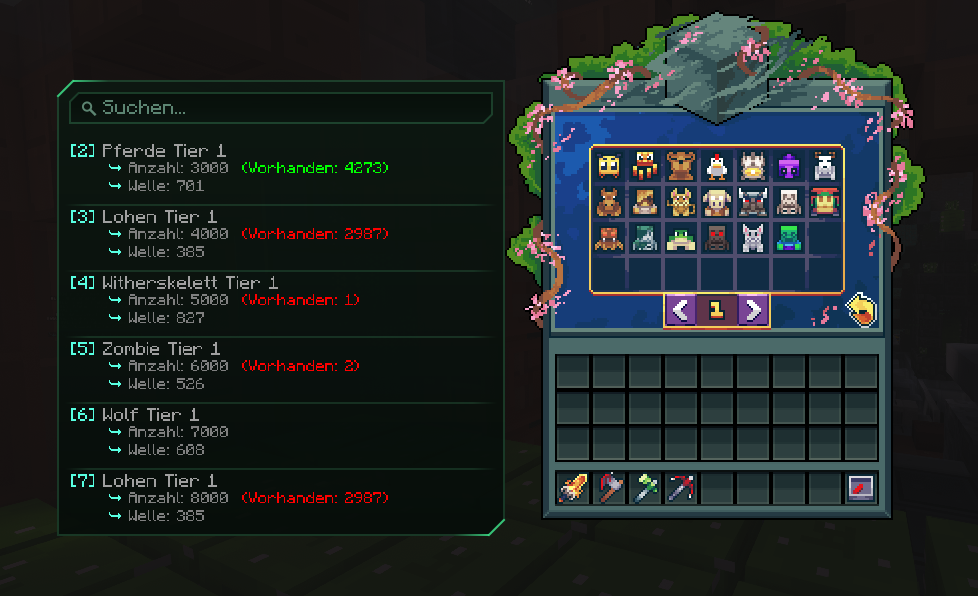 Suchen...
[2] Pferde Tier 1
↪ Anzahl: 3000 (Vorhanden: 4273)
↪ Welle: 701
[3] Lohen Tier 1
↪ Anzahl: 4000 (Vorhanden: 2987)
↪ Welle: 385
[4] Witherskelett Tier 1
↪ Anzahl: 5000 (Vorhanden: 1)
↪ Welle: 827
[5] Zombie Tier 1
↪ Anzahl: 6000 (Vorhanden: 2)
↪ Welle: 526
[6] Wolf Tier 1
↪ Anzahl: 7000
↪ Welle: 608
[7] Lohen Tier 1
↪ Anzahl: 8000 (Vorhanden: 2987)
↪ Welle: 385
1